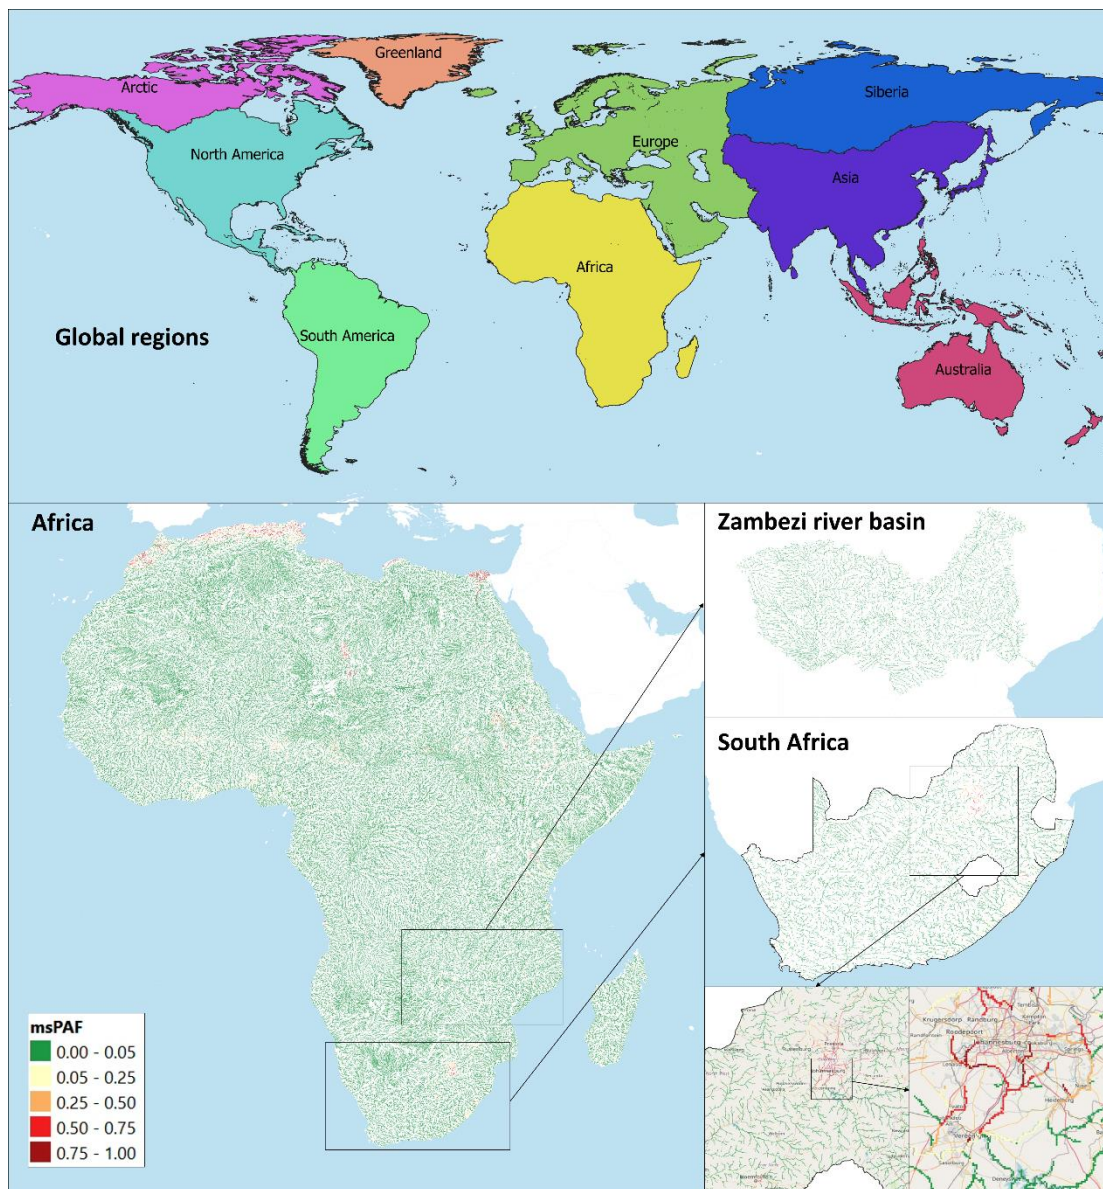 Greenland
Arctic
Siberia
North America
Europe
Asia
Africa
South America
Global regions
Australia
Africa
Zambezi river basin
South Africa
msPAF
0.00 - 0.05
0.05 - 0.25
0.25 - 0.50
0.50 - 0.75
0.75 - 1.00
Krugersdorp Randburg
Roodepoort
Johannesburg
Johannesburg